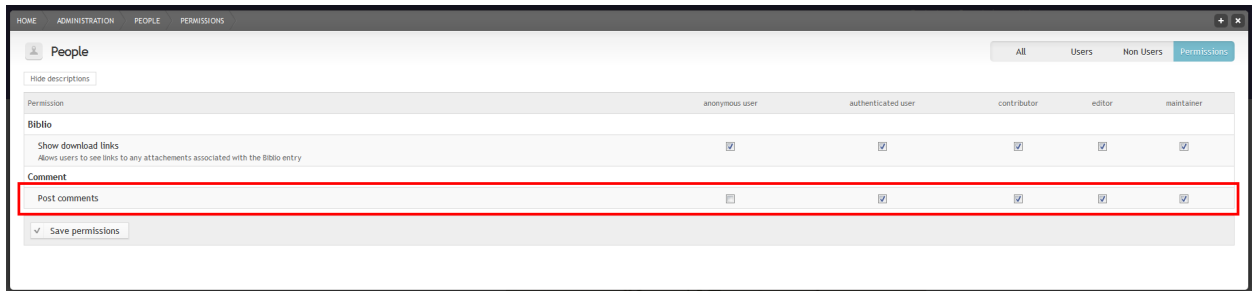 HOME ADMINISTRATION PEOPLE PERMISSIONS
People
All Users Non Users Permissions
Hide descriptions
Permission anonymous user authenticated user contributor editor maintainer
Biblio
Show download links
Allows users to see links to any attachements associated with the Biblio entry
Comment
Post comments
Save permissions